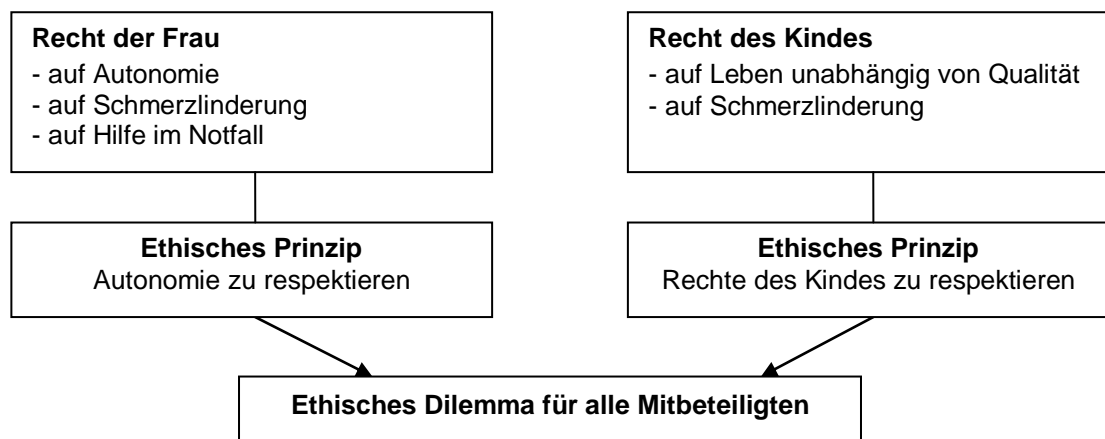 Recht der Frau
- auf Autonomie
- auf Schmerzlinderung
- auf Hilfe im Notfall
Recht des Kindes
- auf Leben unabhängig von Qualität
- auf Schmerzlinderung
Ethisches Prinzip
Autonomie zu respektieren
Ethisches Prinzip
Rechte des Kindes zu respektieren
Ethisches Dilemma für alle Mitbeteiligten